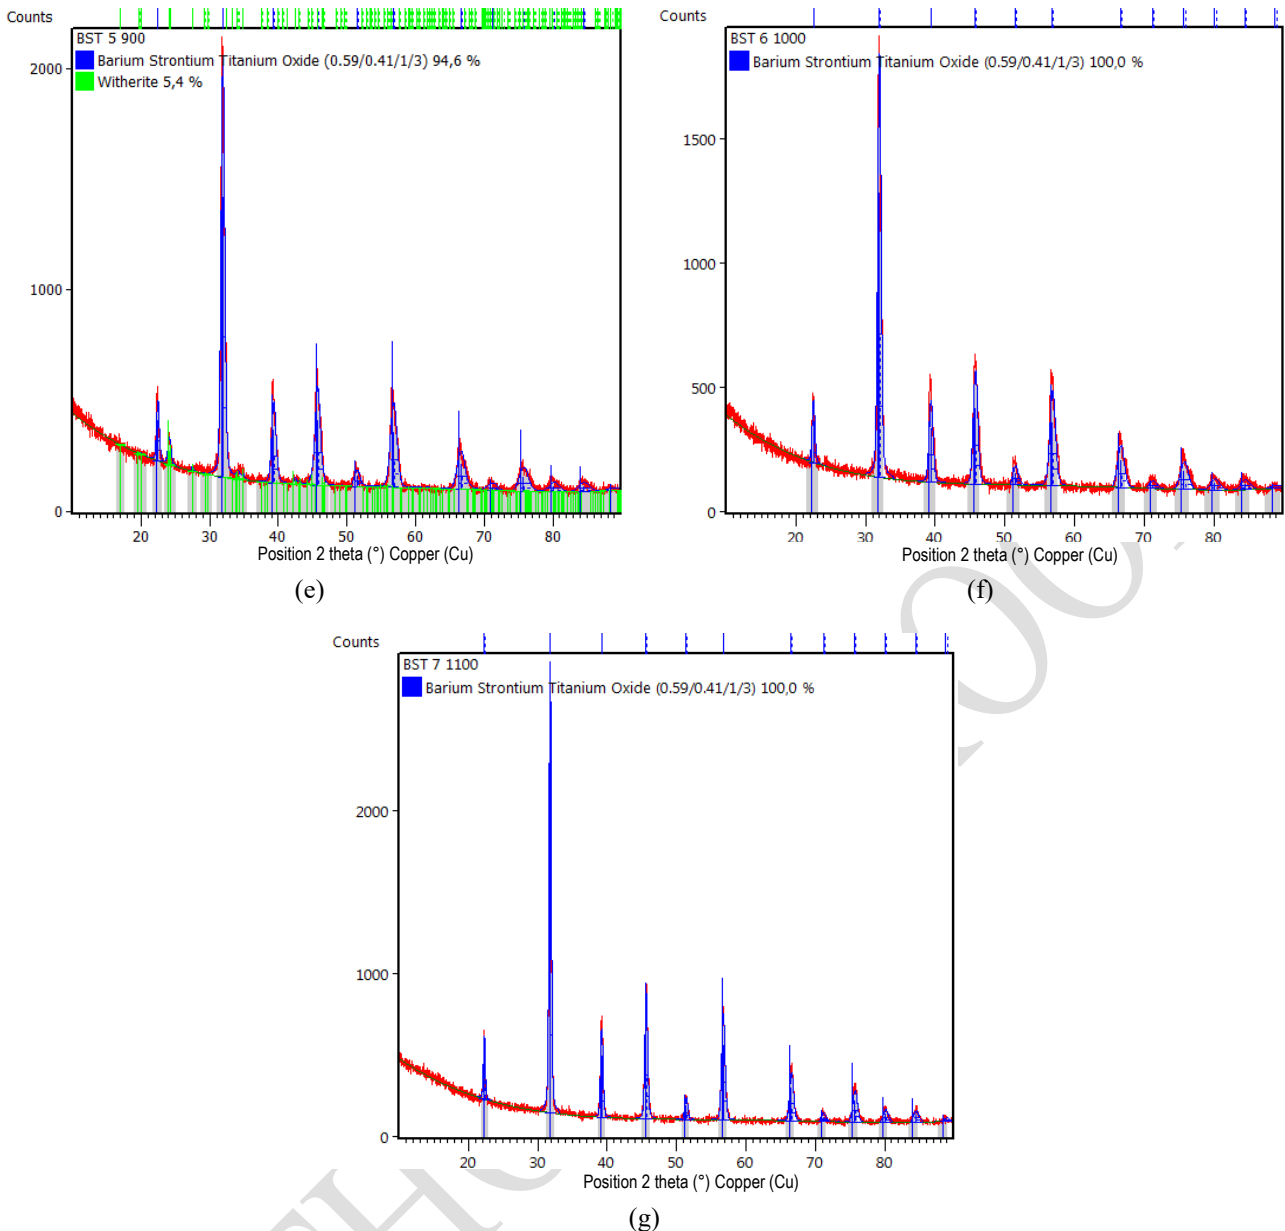 Counts
BST 5 900
Barium Strontium Titanium Oxide (0.59/0.41/1/3) 94,6 %
Witherite 5,4 %
2000
1000
0
20 30 40 50 60 70 80
Position 2 theta (°) Copper (Cu)
(e)
Counts
BST 6 1000
Barium Strontium Titanium Oxide (0.59/0.41/1/3) 100,0 %
1500
1000
500
0
20 30 40 50 60 70 80
Position 2 theta (°) Copper (Cu)
(f)
Counts
BST 7 1100
Barium Strontium Titanium Oxide (0.59/0.41/1/3) 100,0 %
2000
1000
0
20 30 40 50 60 70 80
Position 2 theta (°) Copper (Cu)
(g)